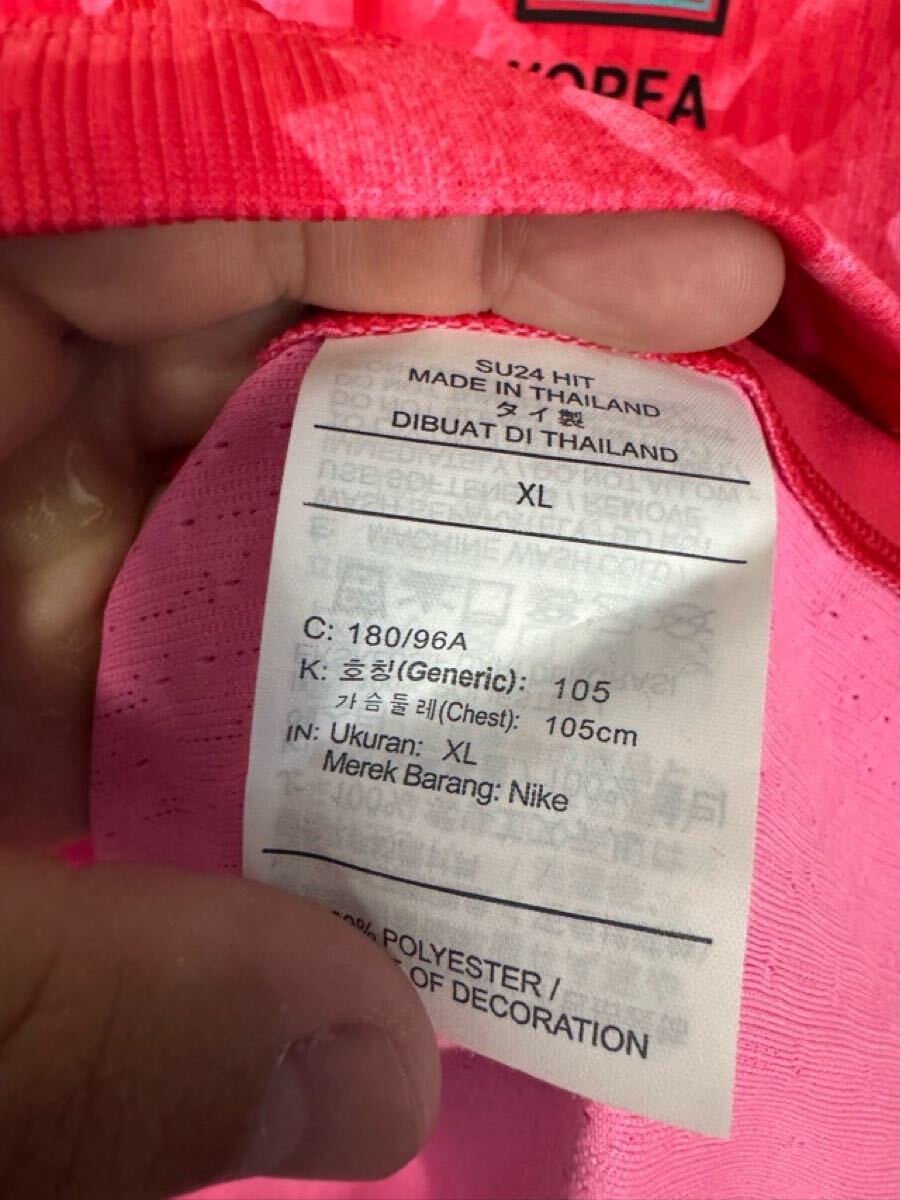 KOREA
SU24 HIT
MADE IN THAILAND
タイ製
DIBUAT DI THAILAND
XL
C: 180/96A
K: 호칭(Generic): 105
가슴둘레(Chest): 105cm
IN: Ukuran: XL
Merek Barang: Nike
POLYESTER /
OF DECORATION